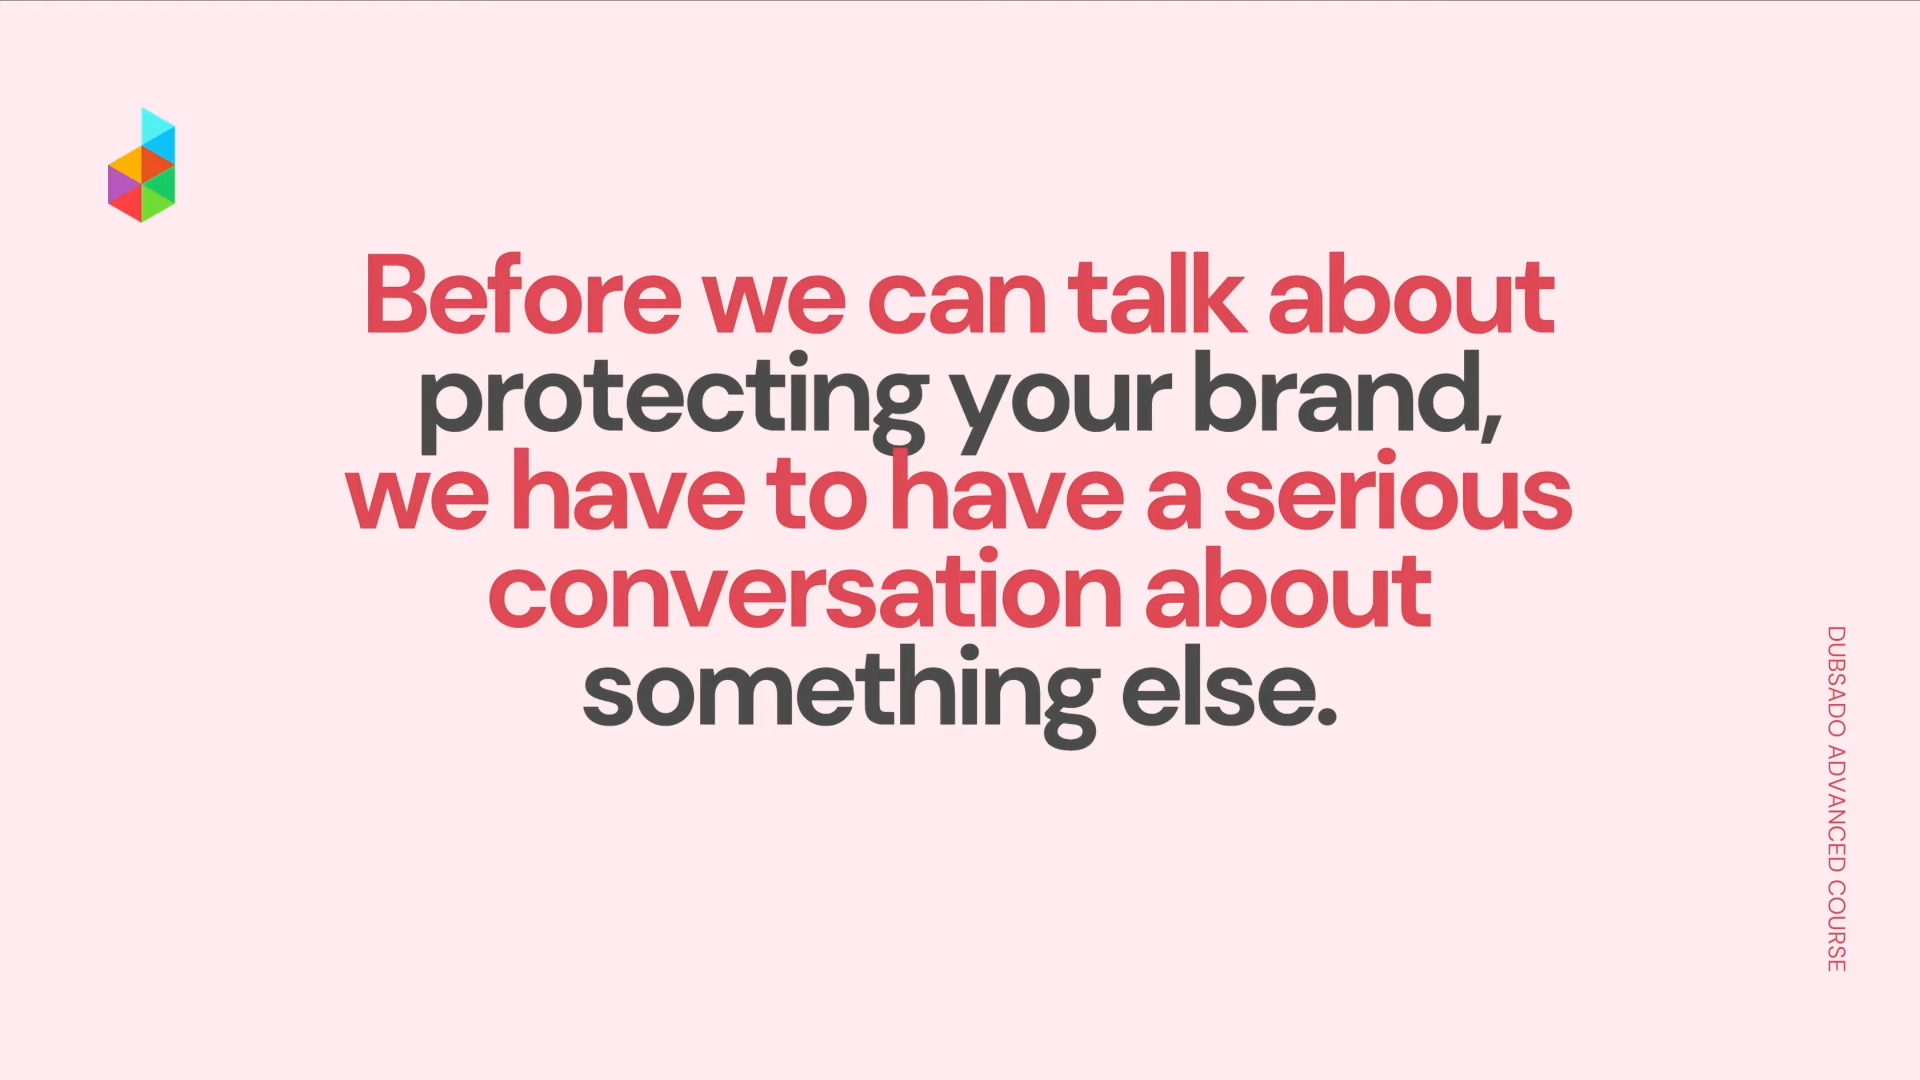 Before we can talk about
protecting your brand,
we have to have a serious
conversation about
something else.
DUBSADO ADVANCED COURSE